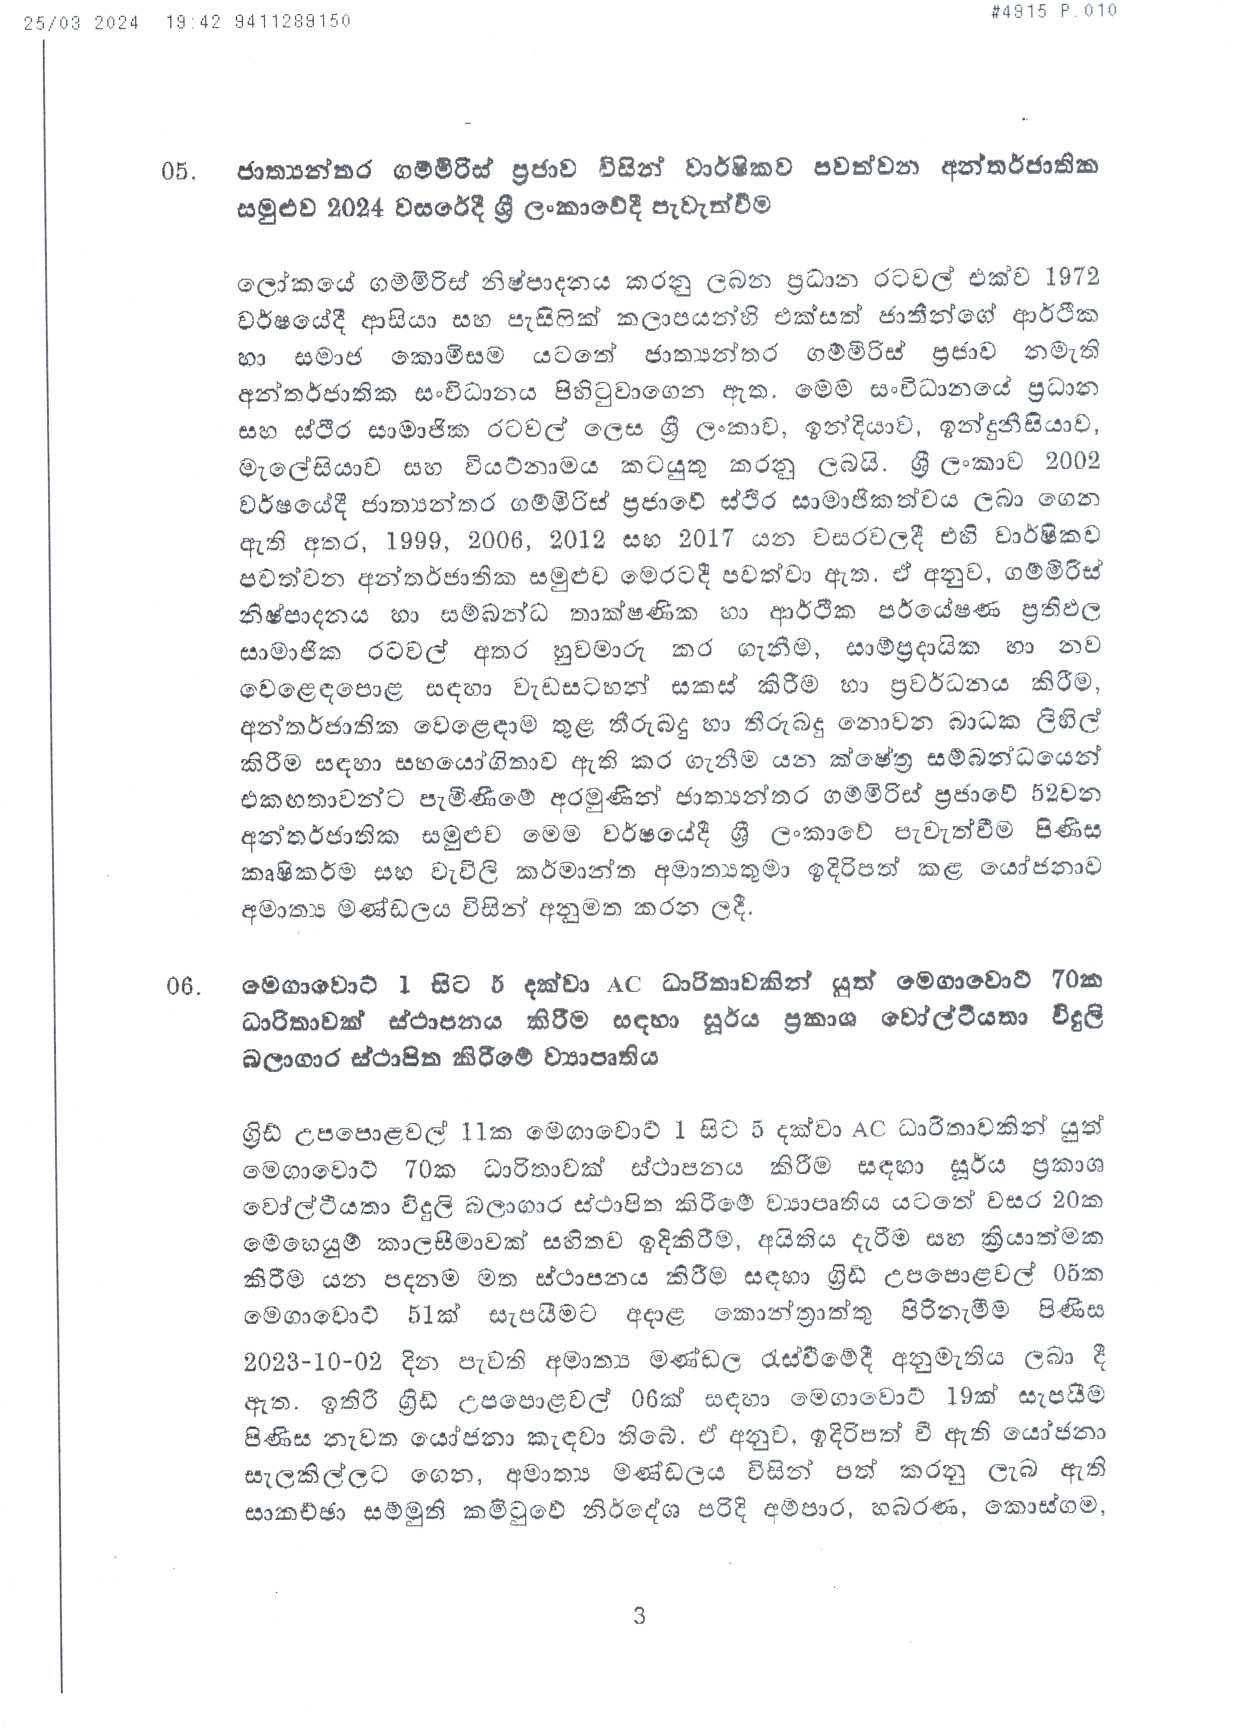 25/03 2024 19:42 9411289150
#4915 P.010
05. ජාත්‍යන්තර ගම්මිරිස් ප්‍රජාව විසින් වාර්ෂිකව පවත්වන අන්තර්ජාතික
සමුළුව 2024 වසරේදී ශ්‍රී ලංකාවේදී පැවැත්වීම
ලෝකයේ ගම්මිරිස් නිෂ්පාදනය කරනු ලබන ප්‍රධාන රටවල් එක්ව 1972
වර්ෂයේදී ආසියා සහ පැසිෆික් කලාපයන්හි එක්සත් ජාතීන්ගේ ආර්ථික
හා සමාජ කොමිසම යටතේ ජාත්‍යන්තර ගම්මිරිස් ප්‍රජාව නමැති
අන්තර්ජාතික සංවිධානය පිහිටුවාගෙන ඇත. මෙම සංවිධානයේ ප්‍රධාන
සහ ස්ථිර සාමාජික රටවල් ලෙස ශ්‍රී ලංකාව, ඉන්දියාව, ඉන්දුනීසියාව,
මැලේසියාව සහ වියට්නාමය කටයුතු කරනු ලබයි. ශ්‍රී ලංකාව 2002
වර්ෂයේදී ජාත්‍යන්තර ගම්මිරිස් ප්‍රජාවේ ස්ථිර සාමාජිකත්වය ලබා ගෙන
ඇති අතර, 1999, 2006, 2012 සහ 2017 යන වසරවලදී එහි වාර්ෂිකව
පවත්වන අන්තර්ජාතික සමුළුව මෙරටදී පවත්වා ඇත. ඒ අනුව, ගම්මිරිස්
නිෂ්පාදනය හා සම්බන්ධ තාක්ෂණික හා ආර්ථික පර්යේෂණ ප්‍රතිඵල
සාමාජික රටවල් අතර හුවමාරු කර ගැනීම, සාම්ප්‍රදායික හා නව
වෙළෙඳපොළ සඳහා වැඩසටහන් සකස් කිරීම හා ප්‍රවර්ධනය කිරීම,
අන්තර්ජාතික වෙළෙඳාම තුළ තීරුබදු හා තීරුබදු නොවන බාධක ලිහිල්
කිරීම සඳහා සහයෝගිතාව ඇති කර ගැනීම යන ක්ෂේත්‍ර සම්බන්ධයෙන්
එකඟතාවන්ට පැමිණීමේ අරමුණින් ජාත්‍යන්තර ගම්මිරිස් ප්‍රජාවේ 52වන
අන්තර්ජාතික සමුළුව මෙම වර්ෂයේදී ශ්‍රී ලංකාවේ පැවැත්වීම පිණිස
කෘෂිකර්ම සහ වැවිලි කර්මාන්ත අමාත්‍යතුමා ඉදිරිපත් කළ යෝජනාව
අමාත්‍ය මණ්ඩලය විසින් අනුමත කරන ලදී.
06. මෙගාවොට් 1 සිට 5 දක්වා AC ධාරිතාවකින් යුත් මෙගාවොට් 70ක
ධාරිතාවක් ස්ථාපනය කිරීම සඳහා සූර්ය ප්‍රකාශ වෝල්ටීයතා විදුලි
බලාගාර ස්ථාපිත කිරීමේ ව්‍යාපෘතිය
ග්‍රිඩ් උපපොළවල් 11ක මෙගාවොට් 1 සිට 5 දක්වා AC ධාරිතාවකින් යුත්
මෙගාවොට් 70ක ධාරිතාවක් ස්ථාපනය කිරීම සඳහා සූර්ය ප්‍රකාශ
වෝල්ටීයතා විදුලි බලාගාර ස්ථාපිත කිරීමේ ව්‍යාපෘතිය යටතේ වසර 20ක
මෙහෙයුම් කාලසීමාවක් සහිතව ඉදිකිරීම, අයිතිය දැරීම සහ ක්‍රියාත්මක
කිරීම යන පදනම මත ස්ථාපනය කිරීම සඳහා ග්‍රිඩ් උපපොළවල් 05ක
මෙගාවොට් 51ක් සැපයීමට අදාළ කොන්ත්‍රාත්තු පිරිනැමීම පිණිස
2023-10-02 දින පැවති අමාත්‍ය මණ්ඩල රැස්වීමේදී අනුමැතිය ලබා දී
ඇත. ඉතිරි ග්‍රිඩ් උපපොළවල් 06ක් සඳහා මෙගාවොට් 19ක් සැපයීම
පිණිස නැවත යෝජනා කැඳවා තිබේ. ඒ අනුව, ඉදිරිපත් වී ඇති යෝජනා
සැලකිල්ලට ගෙන, අමාත්‍ය මණ්ඩලය විසින් පත් කරනු ලැබ ඇති
සාකච්ඡා සම්මුති කමිටුවේ නිර්දේශ පරිදි අම්පාර, හබරණ, කොස්ගම,
3